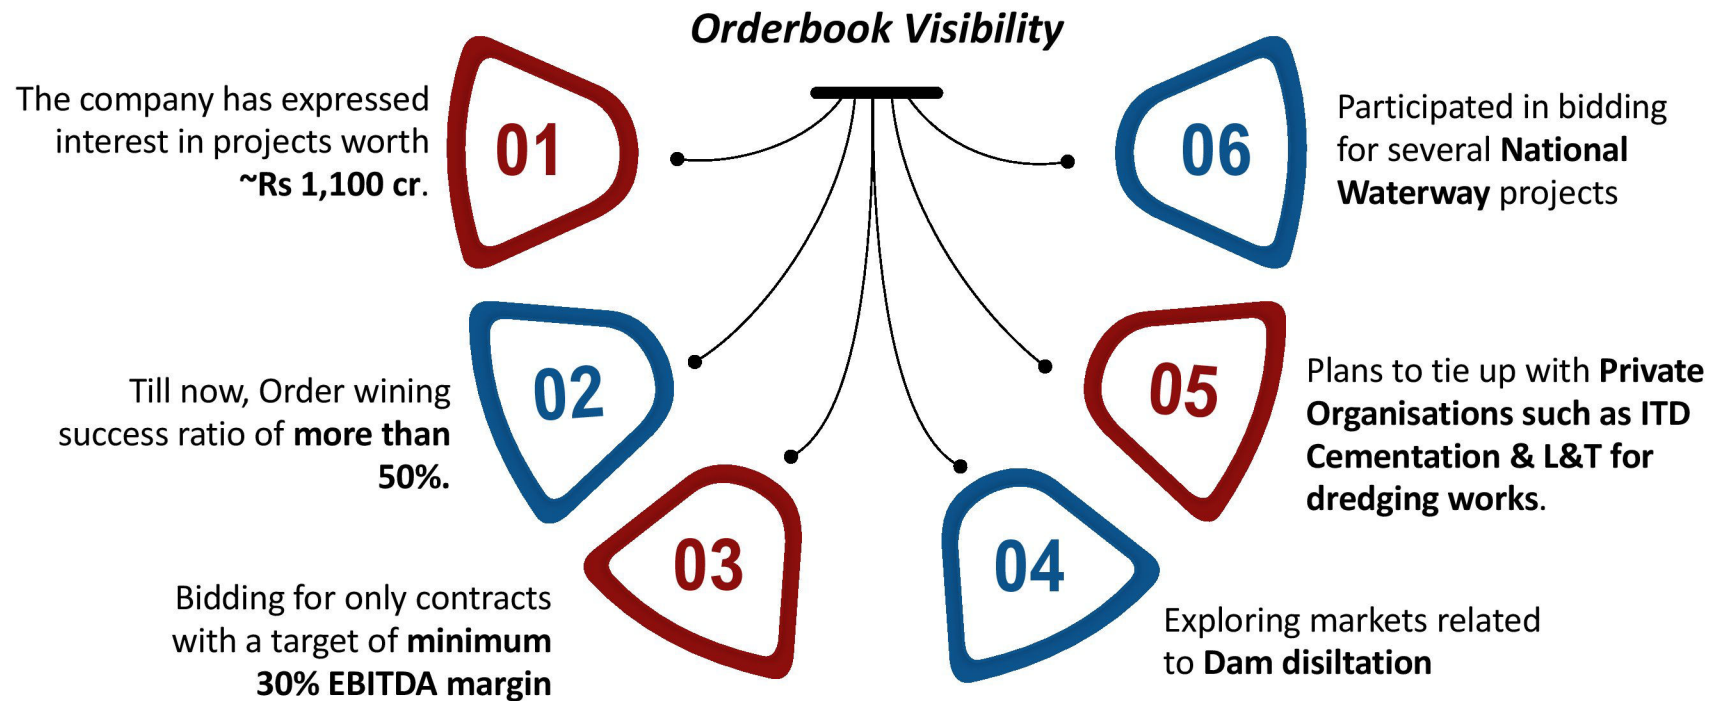 Orderbook Visibility
The company has expressed
interest in projects worth
~Rs 1,100 cr.
01
Till now, Order wining
success ratio of more than
50%.
02
Bidding for only contracts
with a target of minimum
30% EBITDA margin
03
04
Exploring markets related
to Dam disiltation
05
Plans to tie up with Private
Organisations such as ITD
Cementation & L&T for
dredging works.
06
Participated in bidding
for several National
Waterway projects